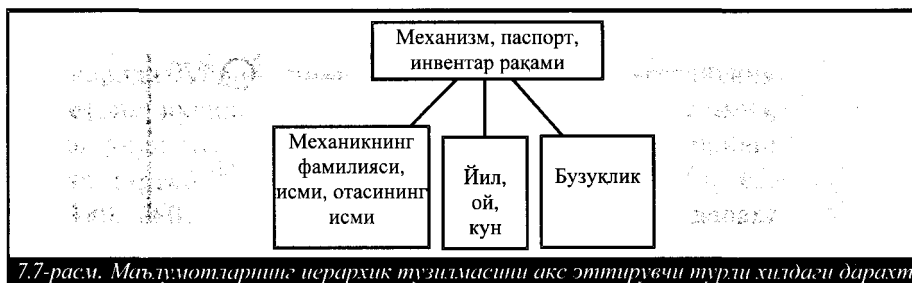 Механизм, паспорт,
инвентар рақами
Механикнинг
фамилияси,
исми, отасининг
исми
Йил,
ой,
кун
Бузуқлик
7.7-расм. Маълумотларнинг иерархик тузилмасини акс эттирувчи турли хилдаги дарахт